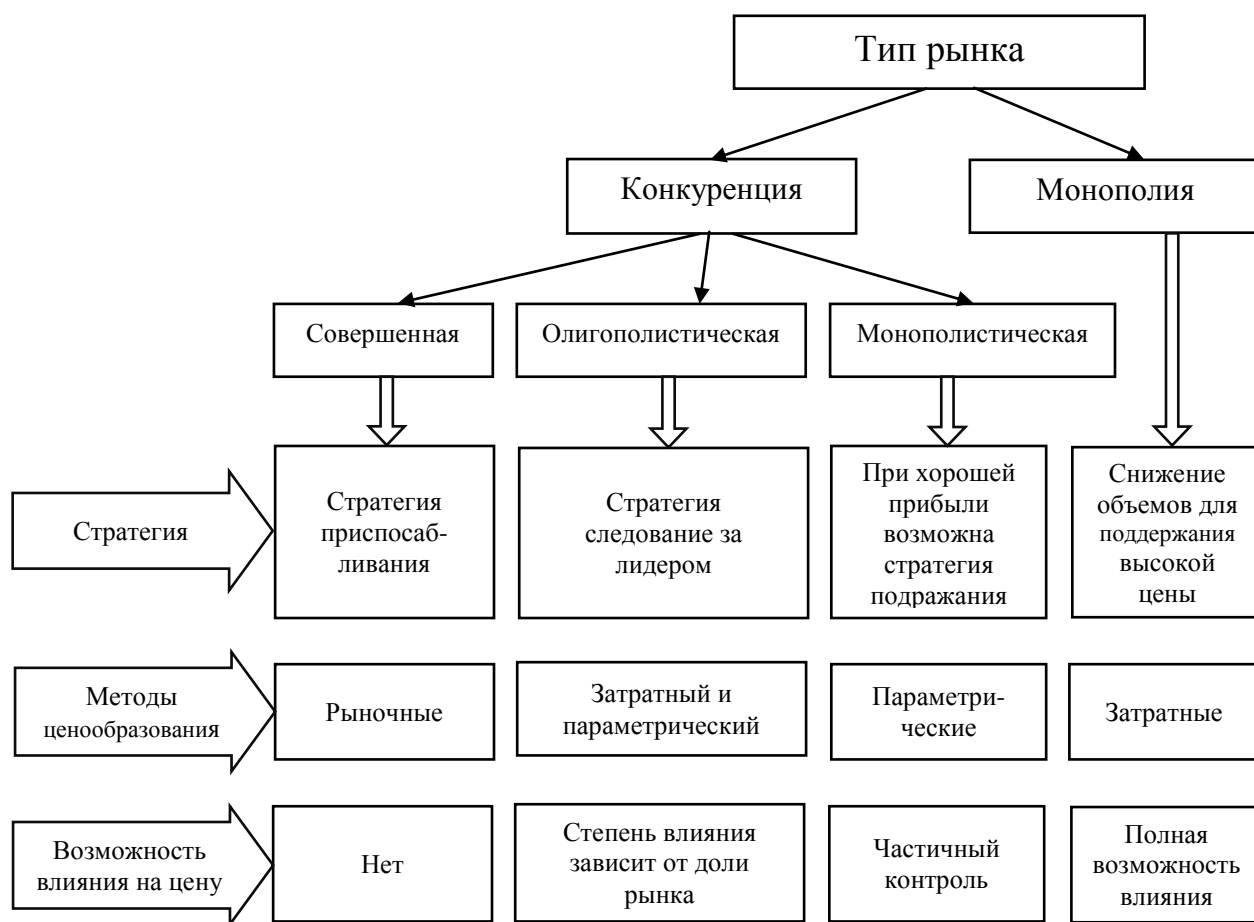 Тип рынка
Конкуренция
Монополия
Совершенная
Олигополистическая
Монополистическая
Стратегия
Стратегия
приспосаб-
ливания
Стратегия
следование за
лидером
При хорошей
прибыли
возможна
стратегия
подражания
Снижение
объемов для
поддержания
высокой
цены
Методы
ценообразования
Рыночные
Затратный и
параметрический
Параметри-
ческие
Затратные
Возможность
влияния на цену
Нет
Степень влияния
зависит от доли
рынка
Частичный
контроль
Полная
возможность
влияния